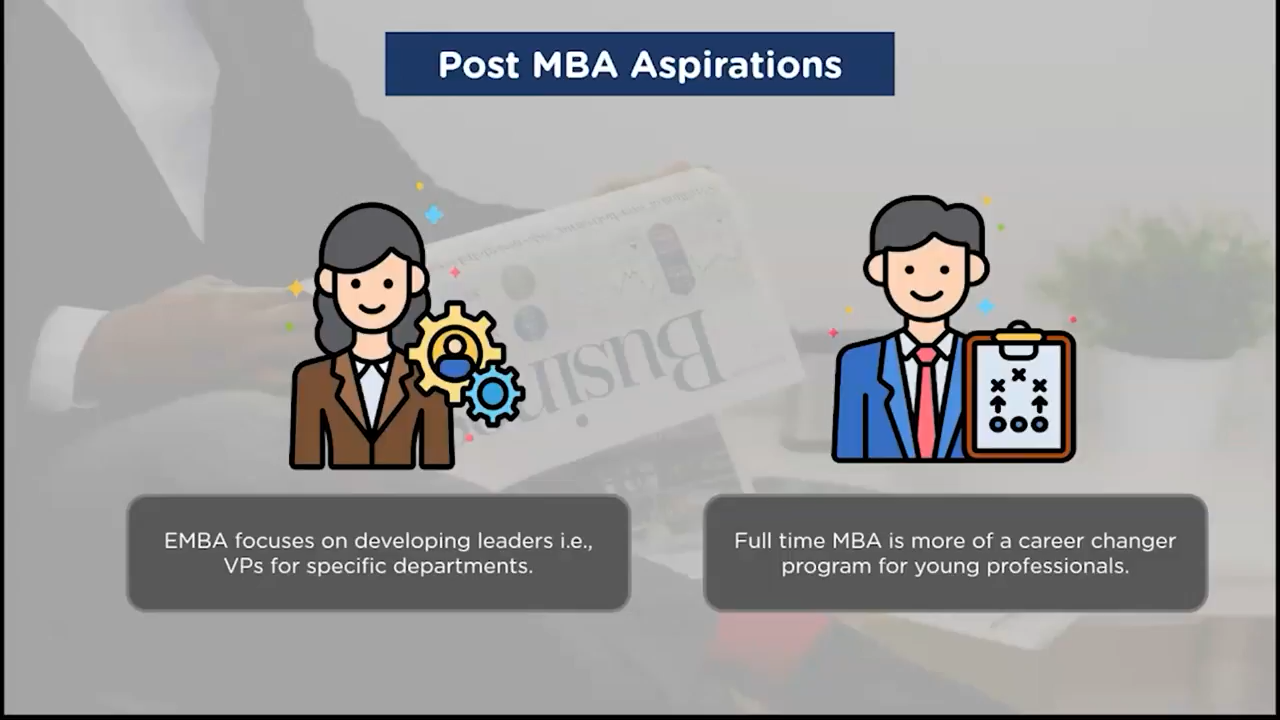 Post MBA Aspirations
Busin
EMBA focuses on developing leaders i.e.,
VPs for specific departments.
Full time MBA is more of a career changer
program for young professionals.